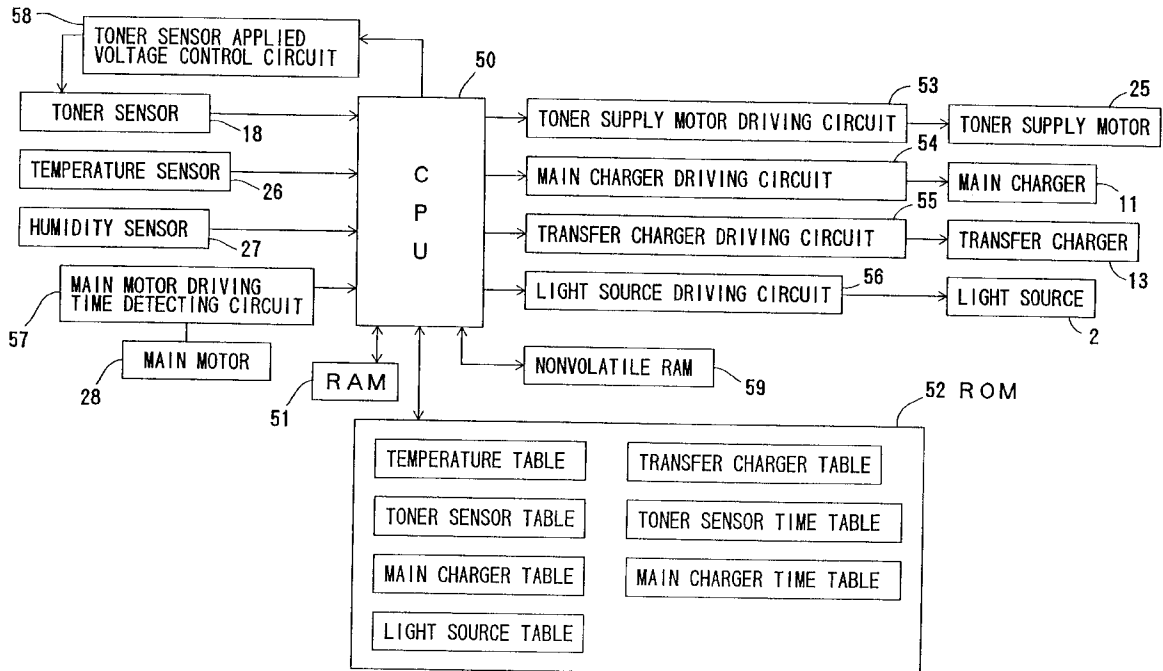 58
TONER SENSOR APPLIED
VOLTAGE CONTROL CIRCUIT
50
53
25
TONER SENSOR
18
TONER SUPPLY MOTOR DRIVING CIRCUIT
TONER SUPPLY MOTOR
54
TEMPERATURE SENSOR
26
CPU
MAIN CHARGER DRIVING CIRCUIT
MAIN CHARGER
11
55
HUMIDITY SENSOR
27
TRANSFER CHARGER DRIVING CIRCUIT
TRANSFER CHARGER
13
56
MAIN MOTOR DRIVING
TIME DETECTING CIRCUIT
57
LIGHT SOURCE DRIVING CIRCUIT
LIGHT SOURCE
2
MAIN MOTOR
28
RAM
51
NONVOLATILE RAM
59
52 ROM
TEMPERATURE TABLE
TRANSFER CHARGER TABLE
TONER SENSOR TABLE
TONER SENSOR TIME TABLE
MAIN CHARGER TABLE
MAIN CHARGER TIME TABLE
LIGHT SOURCE TABLE